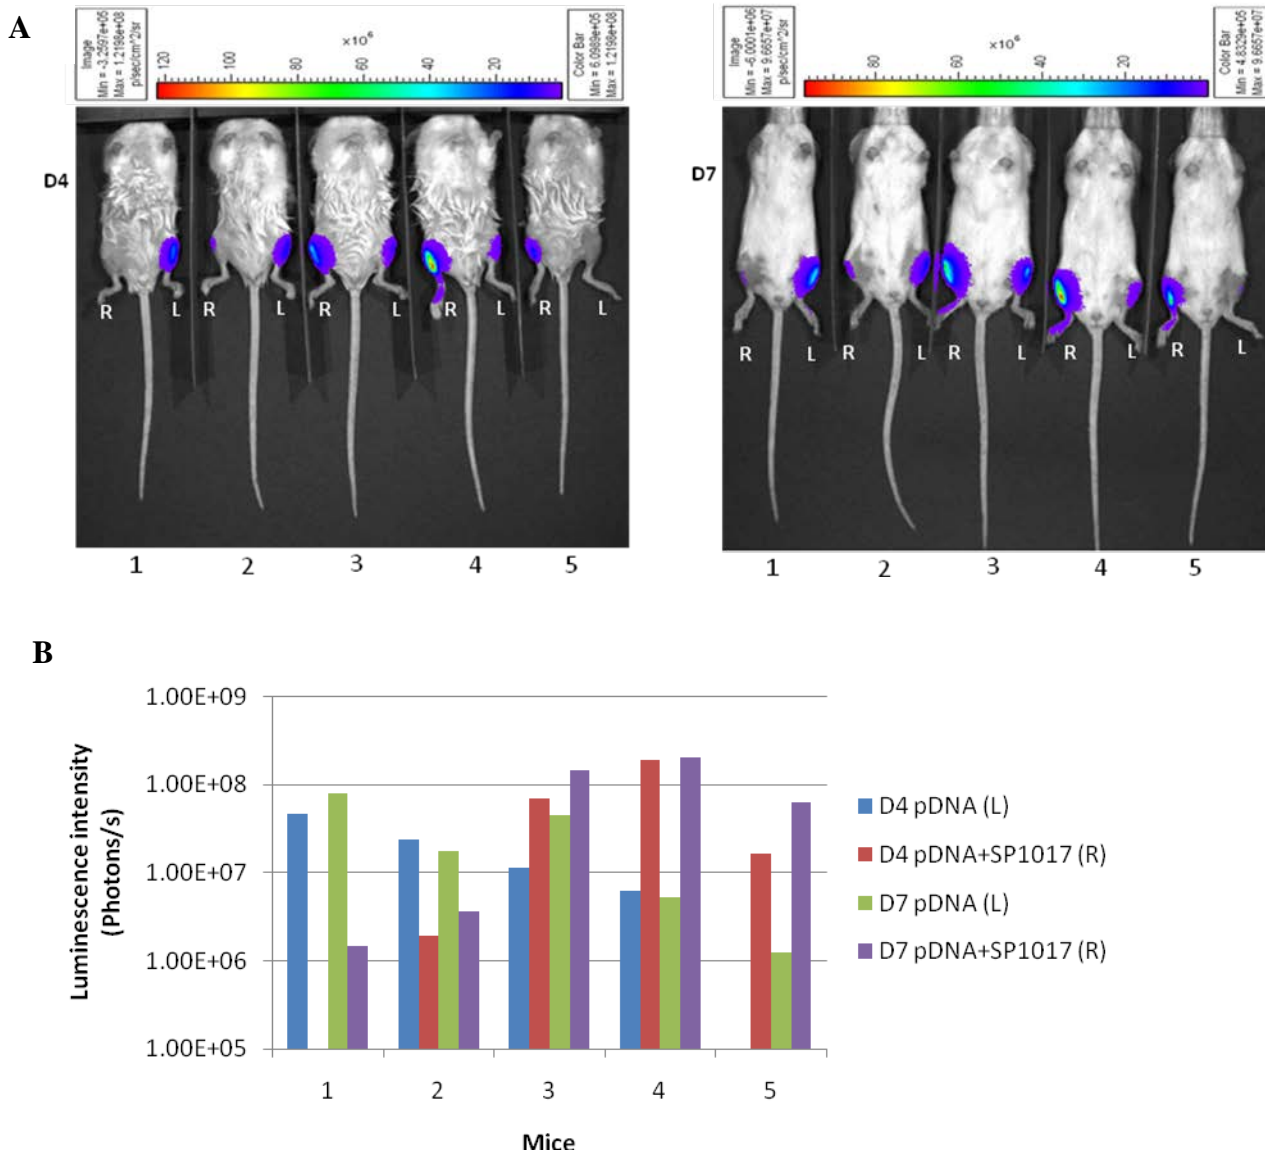 A
Image
Min = -3.2597e+05
Max = 1.2198e+08
p/sec/cm^2/sr
×10^6
120
100
80
60
40
20
Color Bar
Min = 6.0989e+05
Max = 1.2198e+08
D4
R L R L R L R L R L
1 2 3 4 5
Image
Min = -6.0001e+06
Max = 9.6657e+07
p/sec/cm^2/sr
×10^6
80
60
40
20
Color Bar
Min = 4.8329e+05
Max = 9.6657e+07
D7
R L R L R L R L R L
1 2 3 4 5
B
Luminescence intensity
(Photons/s)
1.00E+09
1.00E+08
1.00E+07
1.00E+06
1.00E+05
1 2 3 4 5
Mice
D4 pDNA (L)
D4 pDNA+SP1017 (R)
D7 pDNA (L)
D7 pDNA+SP1017 (R)